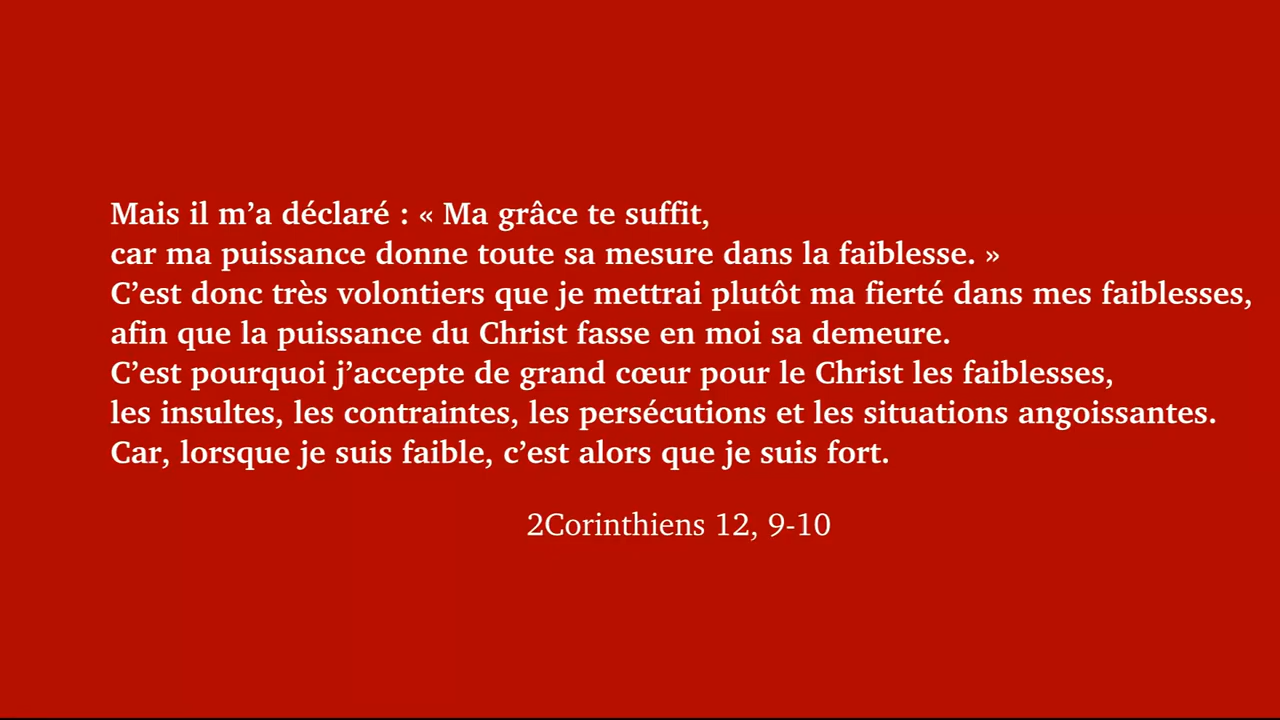 Mais il m’a déclaré : « Ma grâce te suffit,
car ma puissance donne toute sa mesure dans la faiblesse. »
C’est donc très volontiers que je mettrai plutôt ma fierté dans mes faiblesses,
afin que la puissance du Christ fasse en moi sa demeure.
C’est pourquoi j’accepte de grand cœur pour le Christ les faiblesses,
les insultes, les contraintes, les persécutions et les situations angoissantes.
Car, lorsque je suis faible, c’est alors que je suis fort.
2Corinthiens 12, 9-10